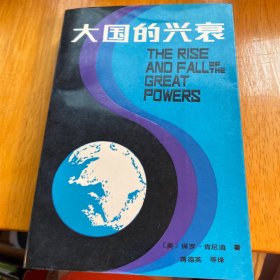 大国的兴衰
THE RISE
AND FALL OF THE
GREAT
POWERS
〔美〕保罗·肯尼迪 著
蒋葆英 等译